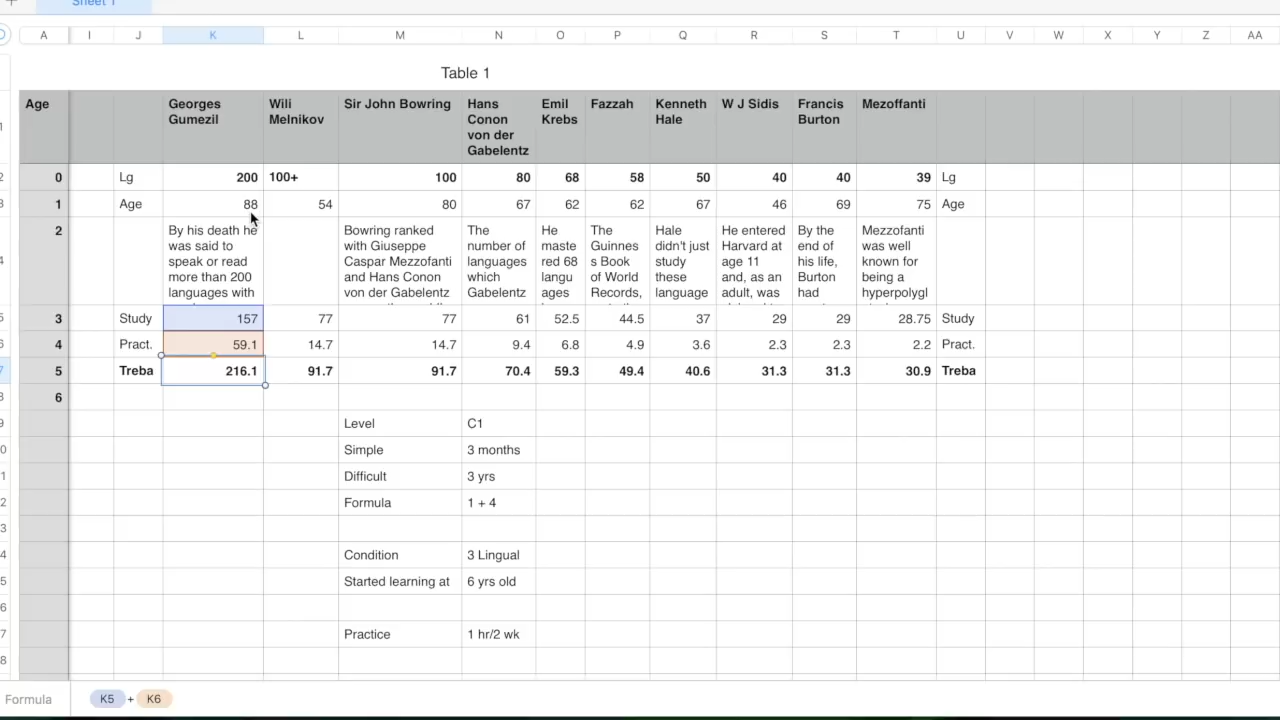 Sheet 1
A I J K L M N O P Q R S T U V W X Y Z AA
Table 1
Age Georges Wili Sir John Bowring Hans Emil Fazzah Kenneth W J Sidis Francis Mezoffanti
Gumezil Melnikov Conon Krebs Hale Burton
von der
Gabelentz
0 Lg 200 100+ 100 80 68 58 50 40 40 39 Lg
1 Age 88 54 80 67 62 62 67 46 69 75 Age
2 By his death he Bowring ranked The He The Hale He entered By the Mezzofanti
was said to with Giuseppe number of maste Guinnes didn't just Harvard at end of was well
speak or read Caspar Mezzofanti languages red 68 s Book study age 11 his life, known for
more than 200 and Hans Conon which langu of World these and, as an Burton being a
languages with von der Gabelentz Gabelentz ages Records, language adult, was had hyperpolygl
3 Study 157 77 77 61 52.5 44.5 37 29 29 28.75 Study
4 Pract. 59.1 14.7 14.7 9.4 6.8 4.9 3.6 2.3 2.3 2.2 Pract.
5 Treba 216.1 91.7 91.7 70.4 59.3 49.4 40.6 31.3 31.3 30.9 Treba
6
Level C1
Simple 3 months
Difficult 3 yrs
Formula 1 + 4
Condition 3 Lingual
Started learning at 6 yrs old
Practice 1 hr/2 wk
Formula K5 + K6